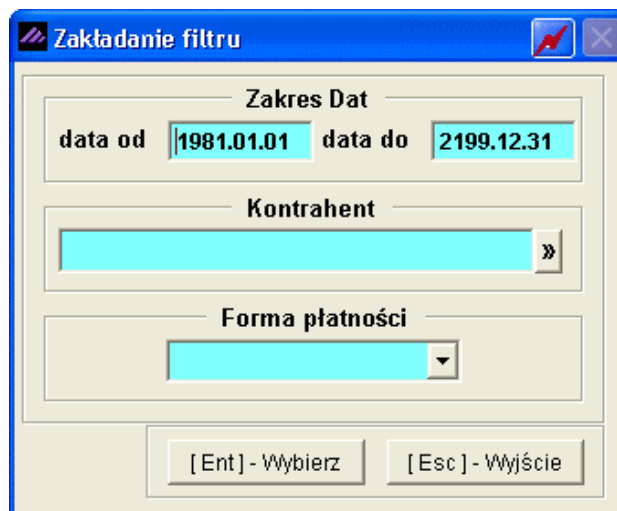 Zakładanie filtru
Zakres Dat
data od 1981.01.01 data do 2199.12.31
Kontrahent
»
Forma płatności
[ Ent ] - Wybierz [ Esc ] - Wyjście